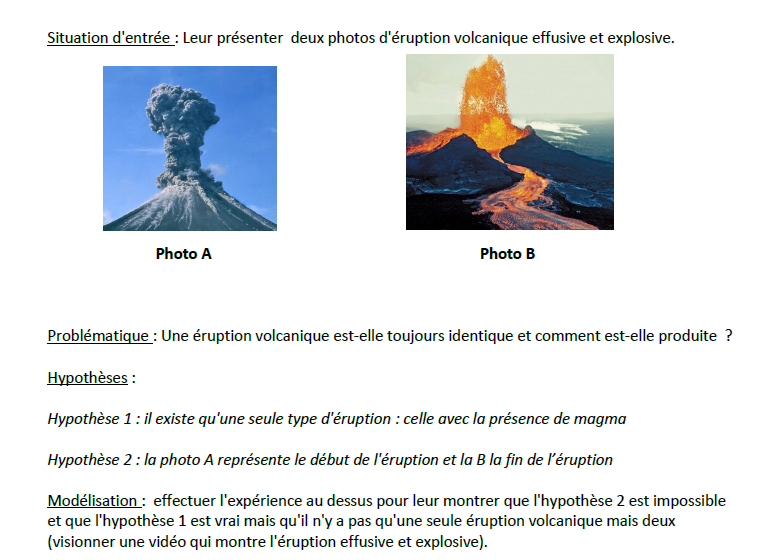 Situation d'entrée : Leur présenter  deux photos d'éruption volcanique effusive et explosive.
Photo A
Photo B
Problématique : Une éruption volcanique est-elle toujours identique et comment est-elle produite  ?
Hypothèses :
Hypothèse 1 : il existe qu'une seule type d'éruption : celle avec la présence de magma
Hypothèse 2 : la photo A représente le début de l'éruption et la B la fin de l’éruption
Modélisation :  effectuer l'expérience au dessus pour leur montrer que l'hypothèse 2 est impossible
et que l'hypothèse 1 est vrai mais qu'il n'y a pas qu'une seule éruption volcanique mais deux
(visionner une vidéo qui montre l'éruption effusive et explosive).